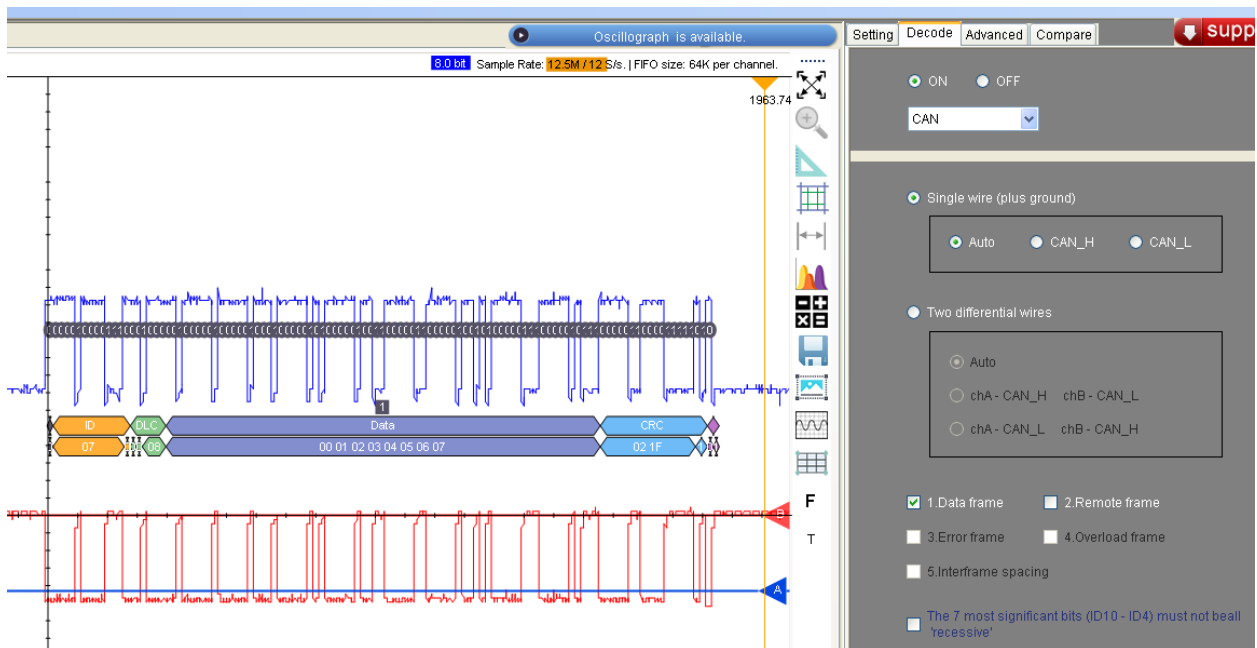 Oscillograph is available.
8.0 bit Sample Rate: 12.5M / 12 S/s. | FIFO size: 64K per channel.
1963.74
1
ID DLC Data CRC
07 08 00 01 02 03 04 05 06 07 02 1F
B
A
F
T
Setting Decode Advanced Compare
supp
ON OFF
CAN
Single wire (plus ground)
Auto CAN_H CAN_L
Two differential wires
Auto
chA - CAN_H chB - CAN_L
chA - CAN_L chB - CAN_H
1.Data frame 2.Remote frame
3.Error frame 4.Overload frame
5.Interframe spacing
The 7 most significant bits (ID10 - ID4) must not beall
'recessive'